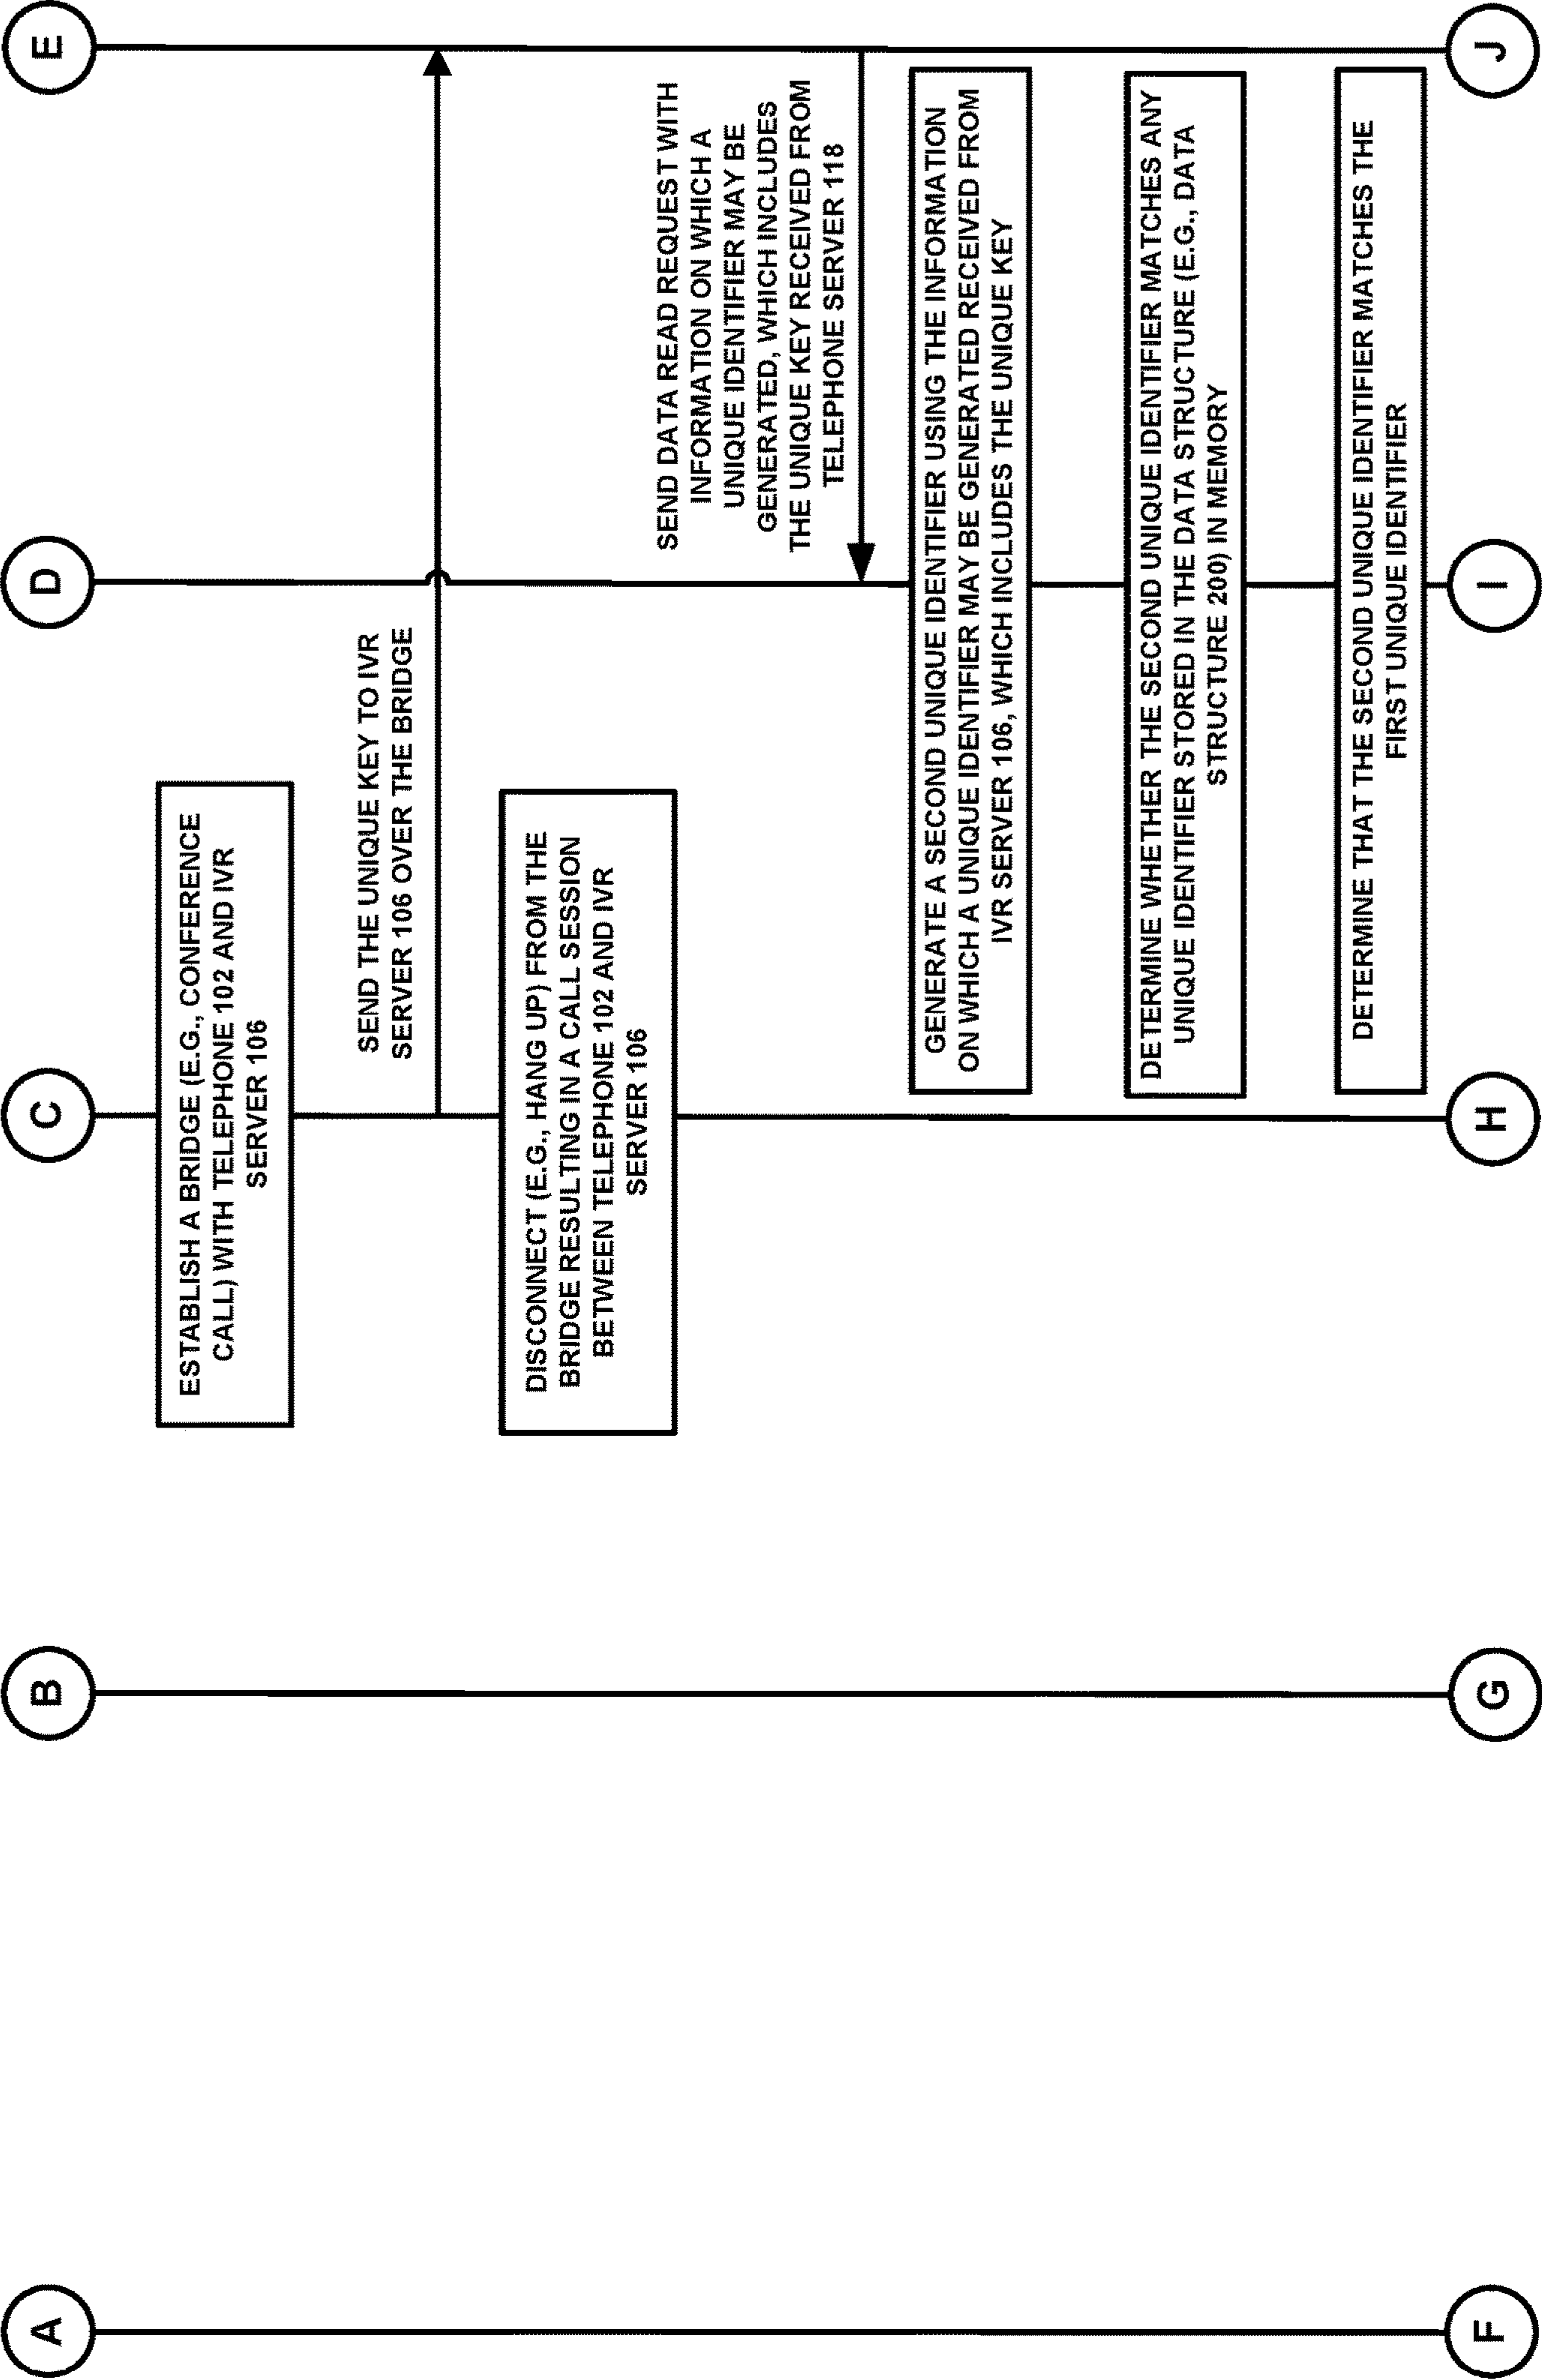 A
B
C
D
E
ESTABLISH A BRIDGE (E.G., CONFERENCE
CALL) WITH TELEPHONE 102 AND IVR
SERVER 106
SEND THE UNIQUE KEY TO IVR
SERVER 106 OVER THE BRIDGE
DISCONNECT (E.G., HANG UP) FROM THE
BRIDGE RESULTING IN A CALL SESSION
BETWEEN TELEPHONE 102 AND IVR
SERVER 106
SEND DATA READ REQUEST WITH
INFORMATION ON WHICH A
UNIQUE IDENTIFIER MAY BE
GENERATED, WHICH INCLUDES
THE UNIQUE KEY RECEIVED FROM
TELEPHONE SERVER 118
GENERATE A SECOND UNIQUE IDENTIFIER USING THE INFORMATION
ON WHICH A UNIQUE IDENTIFIER MAY BE GENERATED RECEIVED FROM
IVR SERVER 106, WHICH INCLUDES THE UNIQUE KEY
DETERMINE WHETHER THE SECOND UNIQUE IDENTIFIER MATCHES ANY
UNIQUE IDENTIFIER STORED IN THE DATA STRUCTURE (E.G., DATA
STRUCTURE 200) IN MEMORY
DETERMINE THAT THE SECOND UNIQUE IDENTIFIER MATCHES THE
FIRST UNIQUE IDENTIFIER
F
G
H
I
J